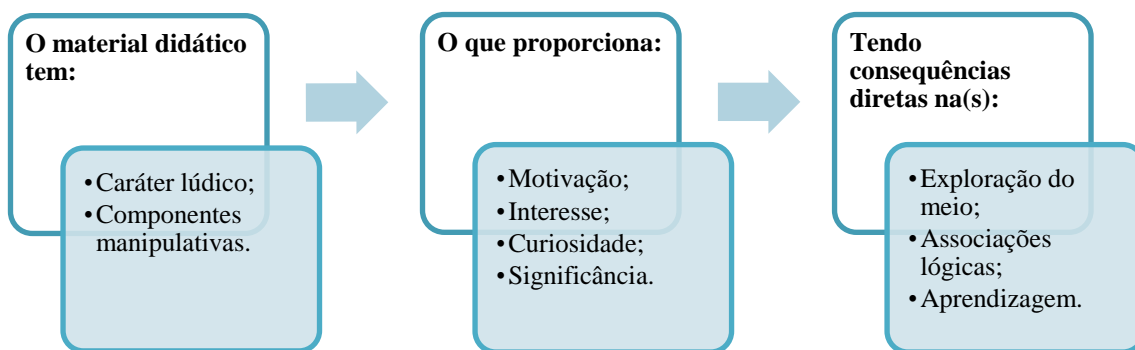 O material didático
tem:
•Caráter lúdico;
•Componentes
manipulativas.
O que proporciona:
•Motivação;
•Interesse;
•Curiosidade;
•Significância.
Tendo
consequências
diretas na(s):
•Exploração do
meio;
•Associações
lógicas;
•Aprendizagem.